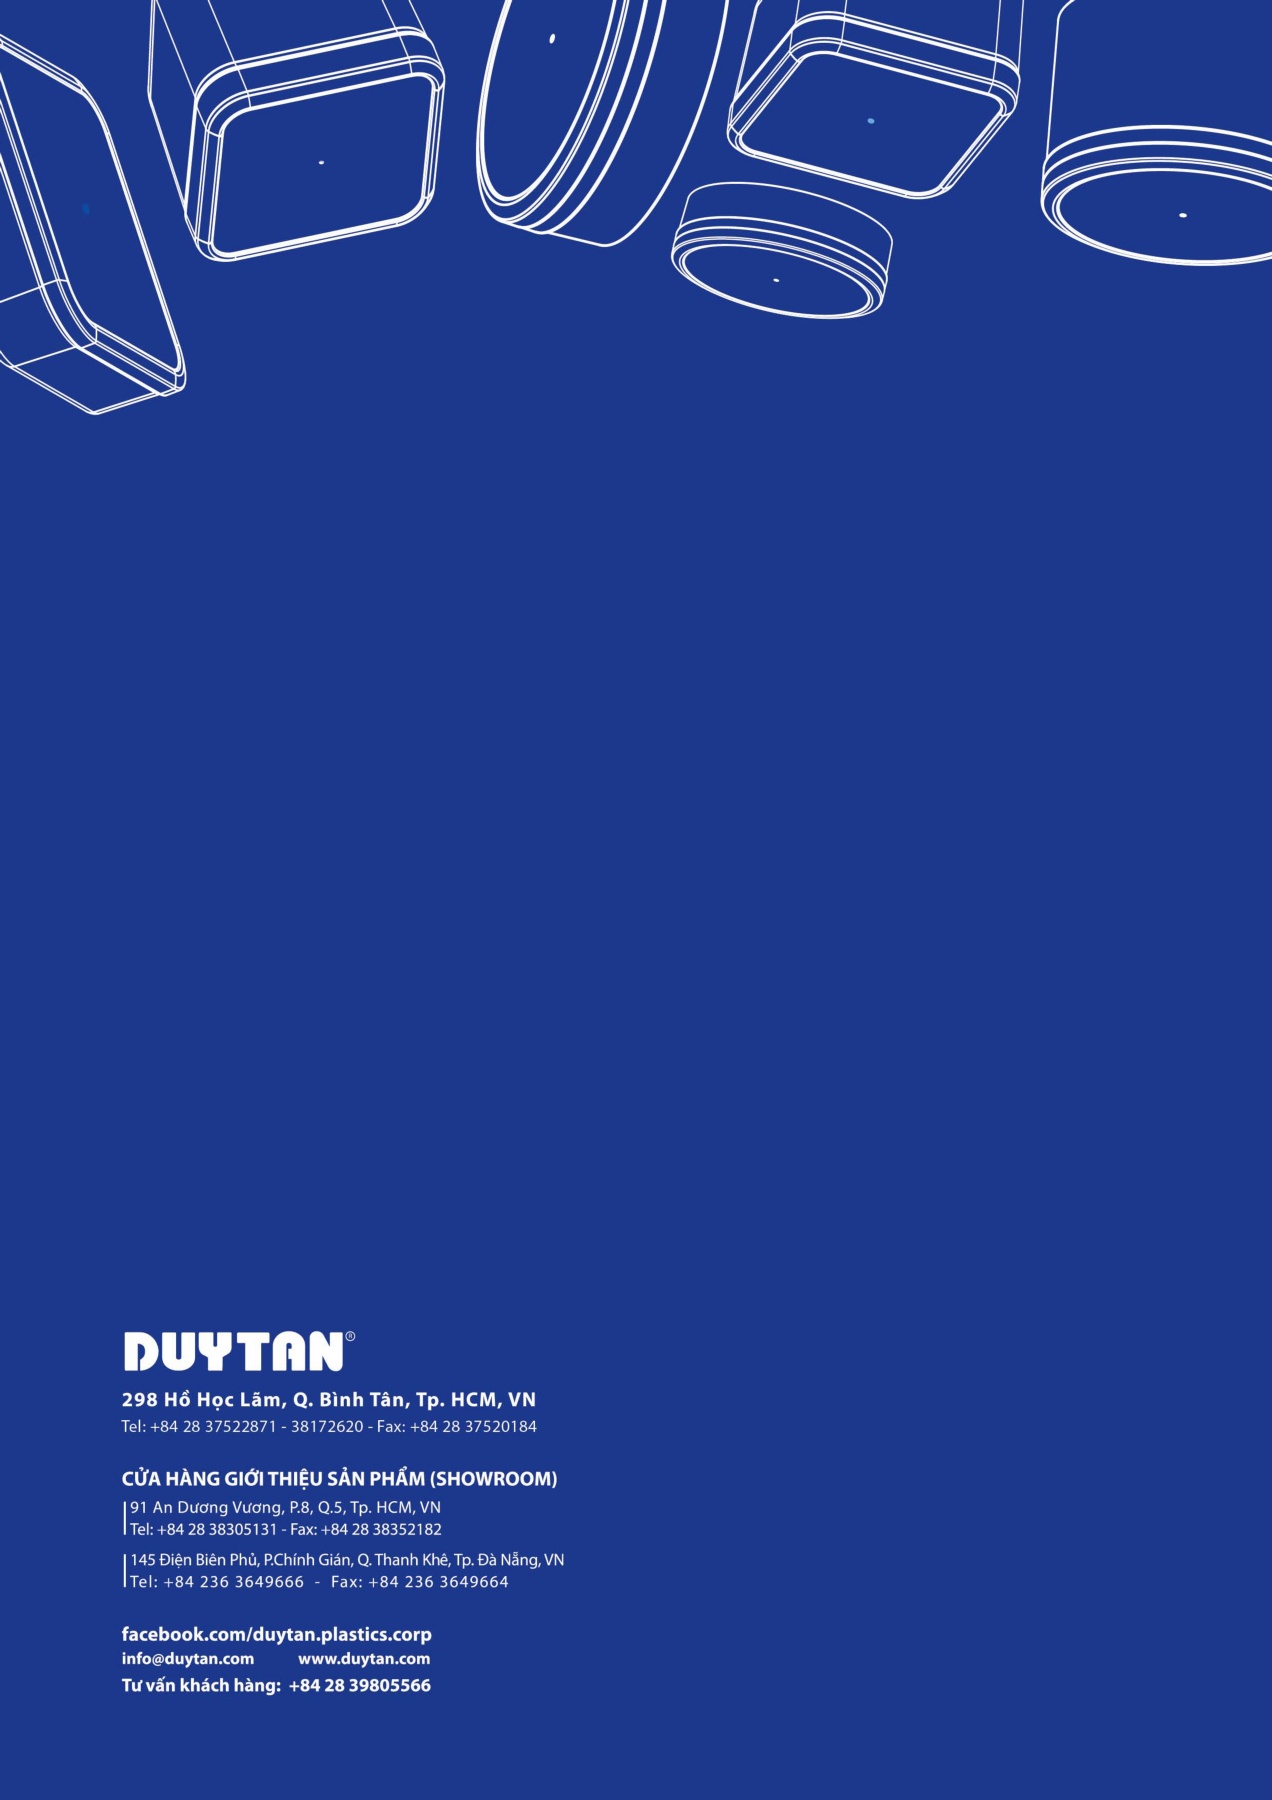 DUYTAN®
298 Hồ Học Lãm, Q. Bình Tân, Tp. HCM, VN
Tel: +84 28 37522871 - 38172620 - Fax: +84 28 37520184
CỬA HÀNG GIỚI THIỆU SẢN PHẨM (SHOWROOM)
91 An Dương Vương, P.8, Q.5, Tp. HCM, VN
Tel: +84 28 38305131 - Fax: +84 28 38352182
145 Điện Biên Phủ, P.Chính Gián, Q. Thanh Khê, Tp. Đà Nẵng, VN
Tel: +84 236 3649666 - Fax: +84 236 3649664
facebook.com/duytan.plastics.corp
info@duytan.com www.duytan.com
Tư vấn khách hàng: +84 28 39805566